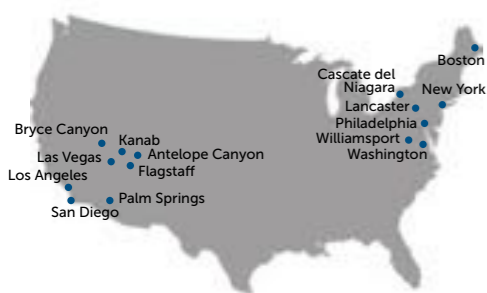 Boston
Cascate del
Niagara
New York
Lancaster
Philadelphia
Williamsport
Washington
Bryce Canyon
Kanab
Las Vegas
Antelope Canyon
Flagstaff
Los Angeles
Palm Springs
San Diego